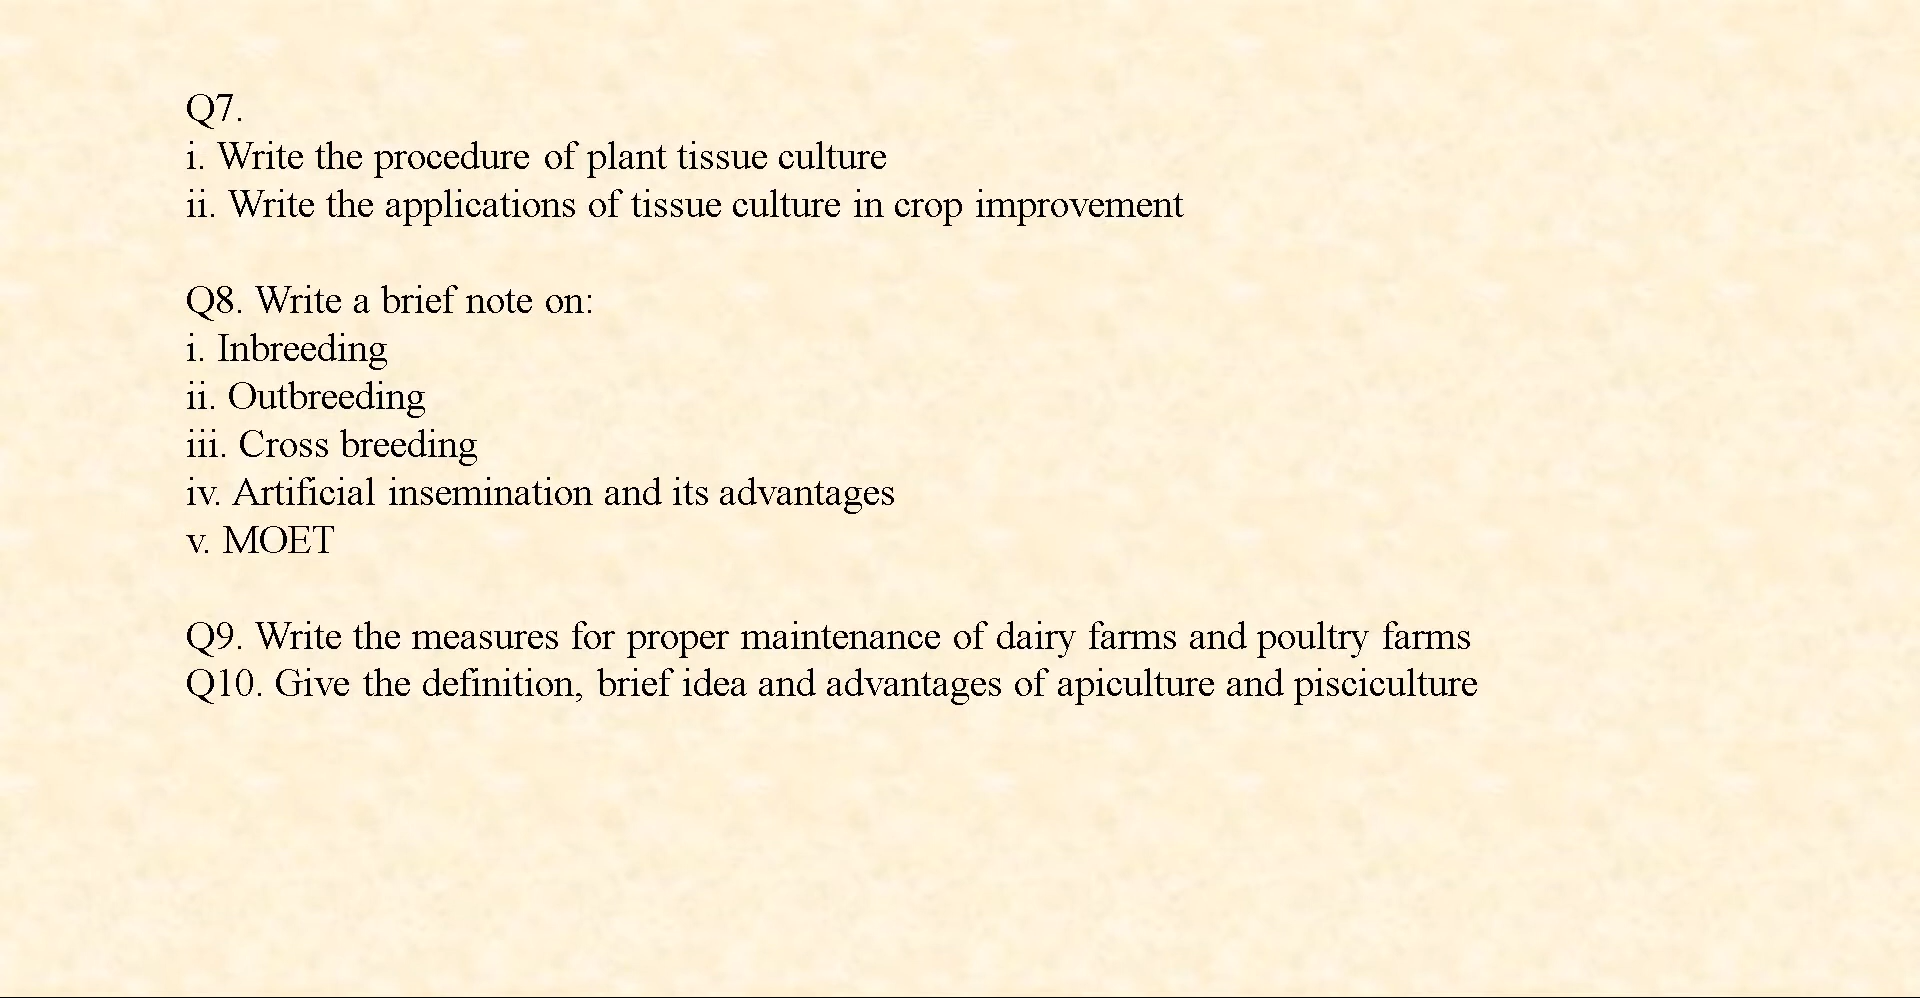 Q7.
i. Write the procedure of plant tissue culture
ii. Write the applications of tissue culture in crop improvement
Q8. Write a brief note on:
i. Inbreeding
ii. Outbreeding
iii. Cross breeding
iv. Artificial insemination and its advantages
v. MOET
Q9. Write the measures for proper maintenance of dairy farms and poultry farms
Q10. Give the definition, brief idea and advantages of apiculture and pisciculture